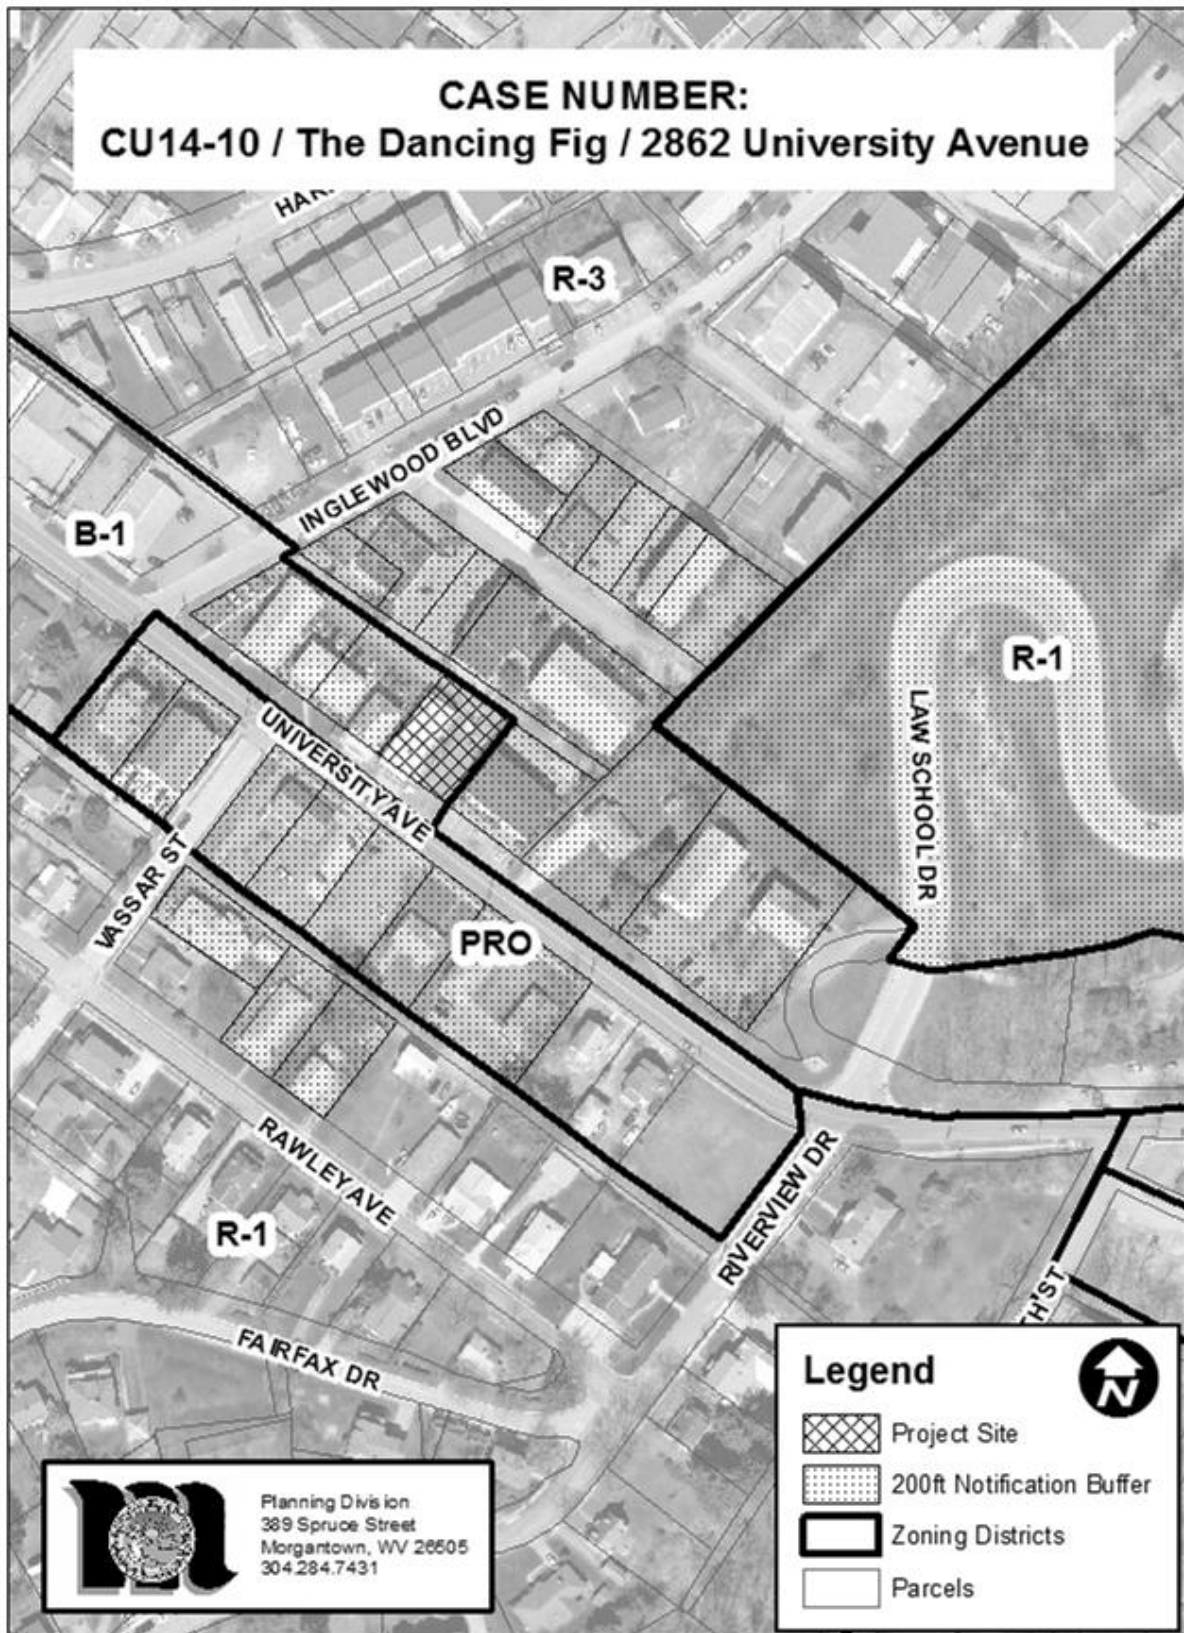 CASE NUMBER:
CU14-10 / The Dancing Fig / 2862 University Avenue
R-3
INGLEWOOD BLVD
B-1
R-1
LAW SCHOOL DR
UNIVERSITY AVE
VASSAR ST
PRO
RAWLEY AVE
RIVERVIEW DR
R-1
FAIRFAX DR
Legend
N
Project Site
200ft Notification Buffer
Zoning Districts
Parcels
Planning Division
389 Spruce Street
Morgantown, WV 26505
304.284.7431